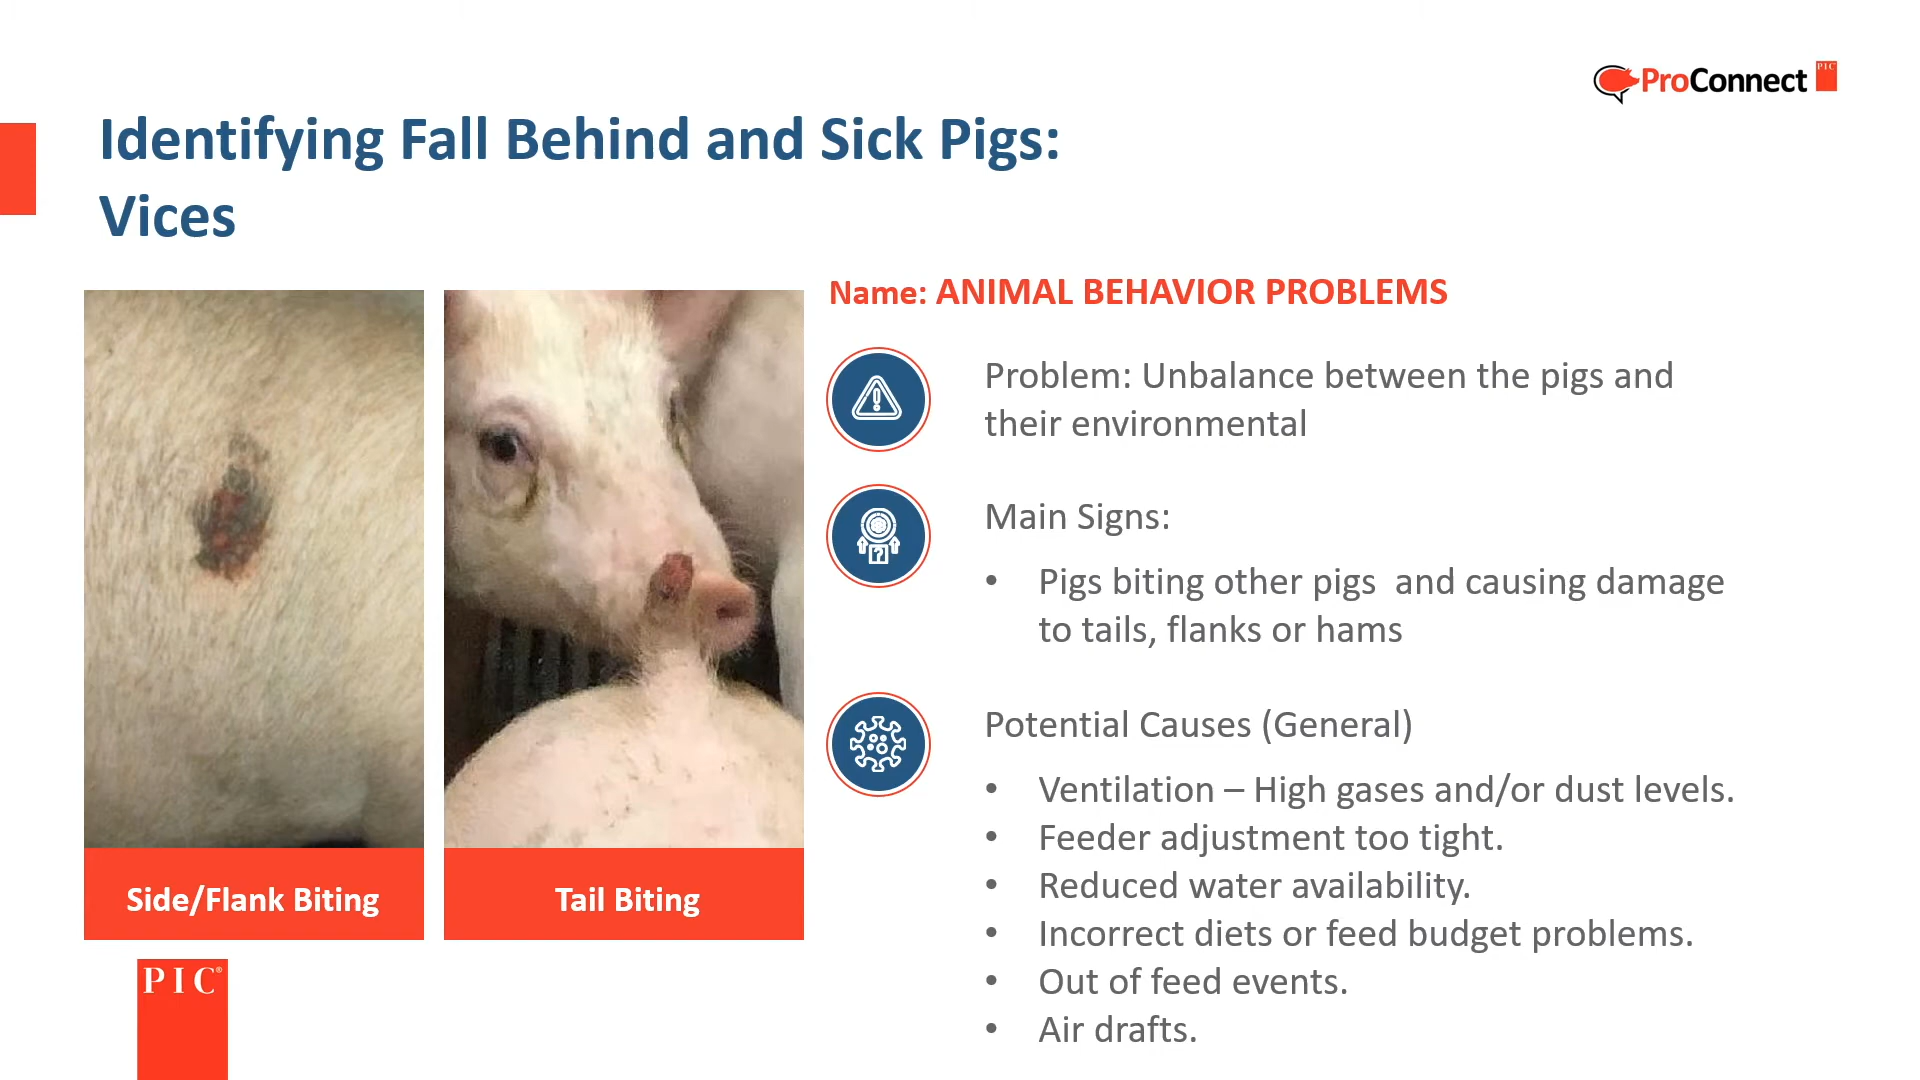 ProConnect PIC
Identifying Fall Behind and Sick Pigs:
Vices
Name: ANIMAL BEHAVIOR PROBLEMS
Problem: Unbalance between the pigs and
their environmental
Main Signs:
• Pigs biting other pigs  and causing damage
to tails, flanks or hams
Potential Causes (General)
• Ventilation – High gases and/or dust levels.
• Feeder adjustment too tight.
• Reduced water availability.
• Incorrect diets or feed budget problems.
• Out of feed events.
• Air drafts.
Side/Flank Biting
Tail Biting
PIC®